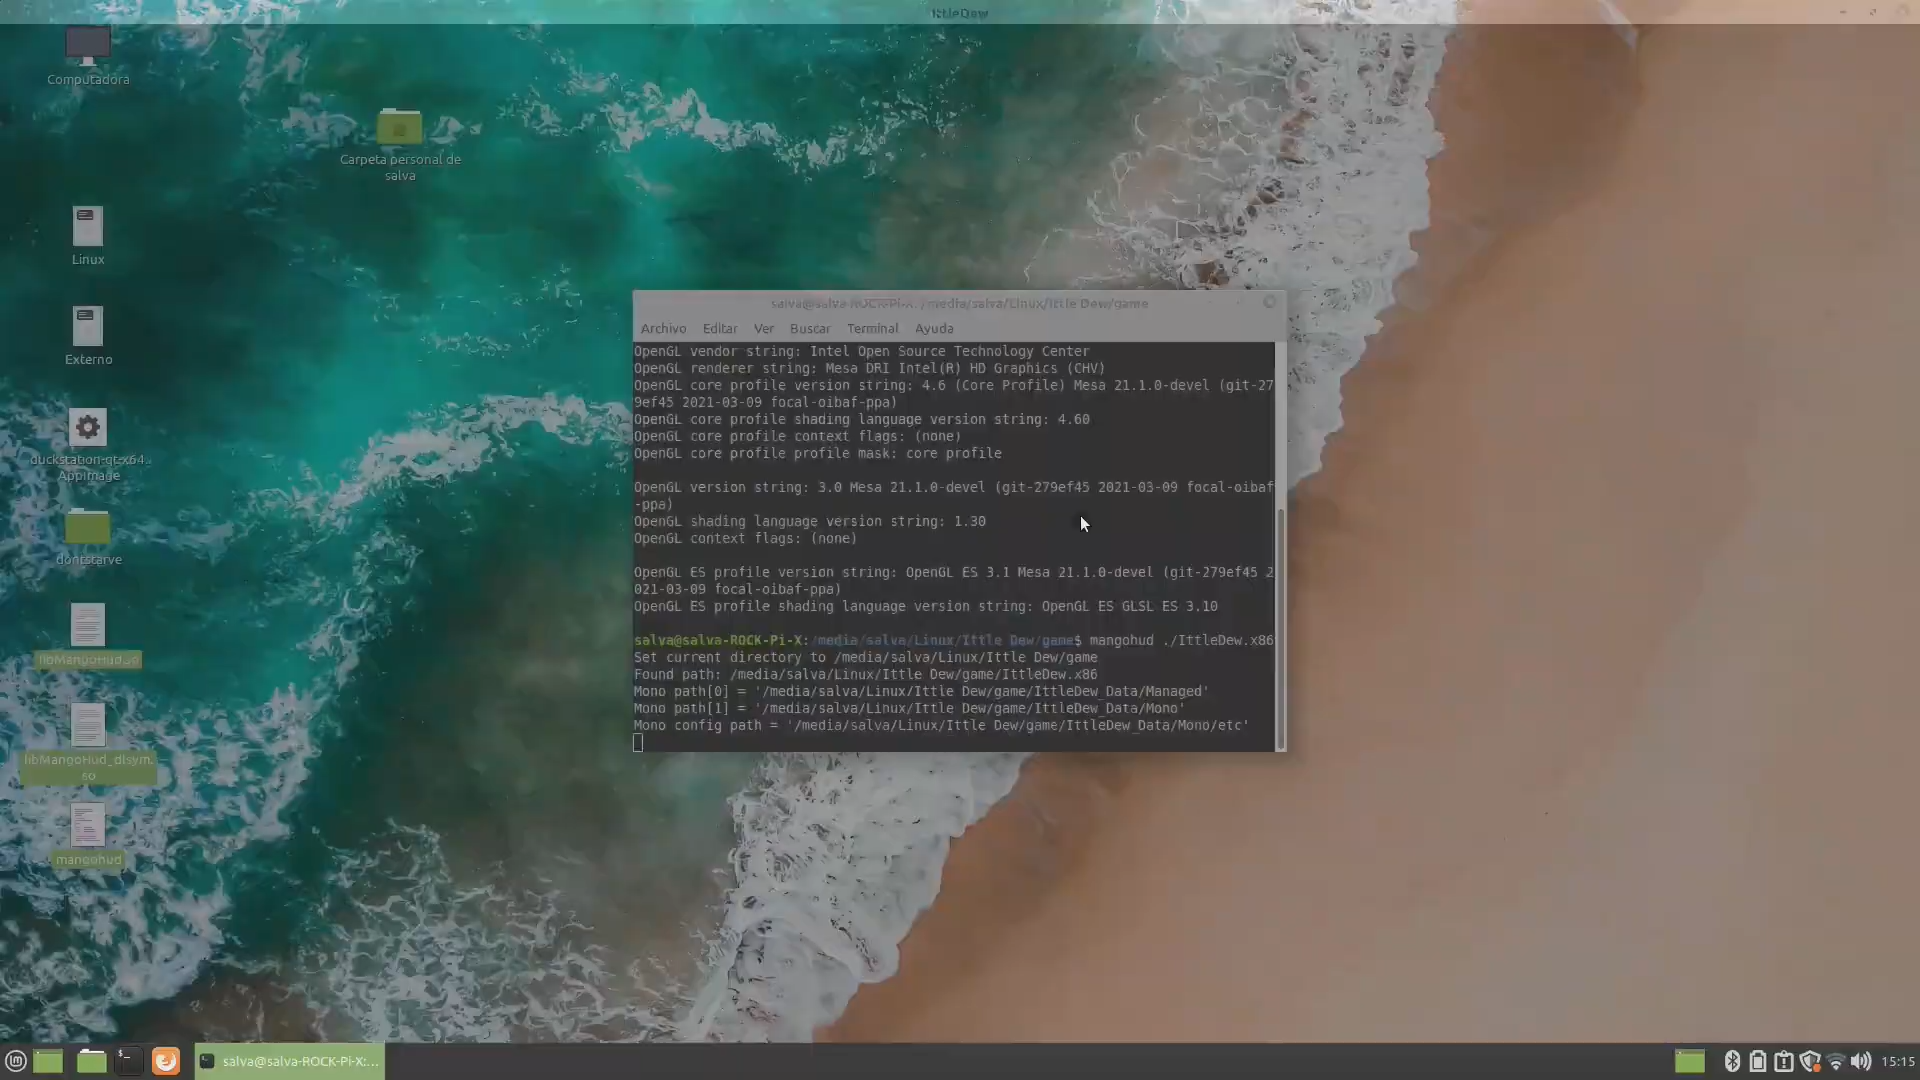 IttleDew
Computadora
Carpeta personal de
salva
Linux
Externo
duckstation-qt-x64.
AppImage
dontscarve
libMangoHud.so
libMangoHud_dlsym.
so
mangohud
salva@salva-ROCK-Pi-X: /media/salva/Linux/Ittle Dew/game
Archivo Editar Ver Buscar Terminal Ayuda
OpenGL vendor string: Intel Open Source Technology Center
OpenGL renderer string: Mesa DRI Intel(R) HD Graphics (CHV)
OpenGL core profile version string: 4.6 (Core Profile) Mesa 21.1.0-devel (git-27
9ef45 2021-03-09 focal-oibaf-ppa)
OpenGL core profile shading language version string: 4.60
OpenGL core profile context flags: (none)
OpenGL core profile profile mask: core profile
OpenGL version string: 3.0 Mesa 21.1.0-devel (git-279ef45 2021-03-09 focal-oibaf
-ppa)
OpenGL shading language version string: 1.30
OpenGL context flags: (none)
OpenGL ES profile version string: OpenGL ES 3.1 Mesa 21.1.0-devel (git-279ef45 2
021-03-09 focal-oibaf-ppa)
OpenGL ES profile shading language version string: OpenGL ES GLSL ES 3.10
salva@salva-ROCK-Pi-X:/media/salva/Linux/Ittle Dew/game$ mangohud ./IttleDew.x86
Set current directory to /media/salva/Linux/Ittle Dew/game
Found path: /media/salva/Linux/Ittle Dew/game/IttleDew.x86
Mono path[0] = '/media/salva/Linux/Ittle Dew/game/IttleDew_Data/Managed'
Mono path[1] = '/media/salva/Linux/Ittle Dew/game/IttleDew_Data/Mono'
Mono config path = '/media/salva/Linux/Ittle Dew/game/IttleDew_Data/Mono/etc'
salva@salva-ROCK-Pi-X:...
15:15